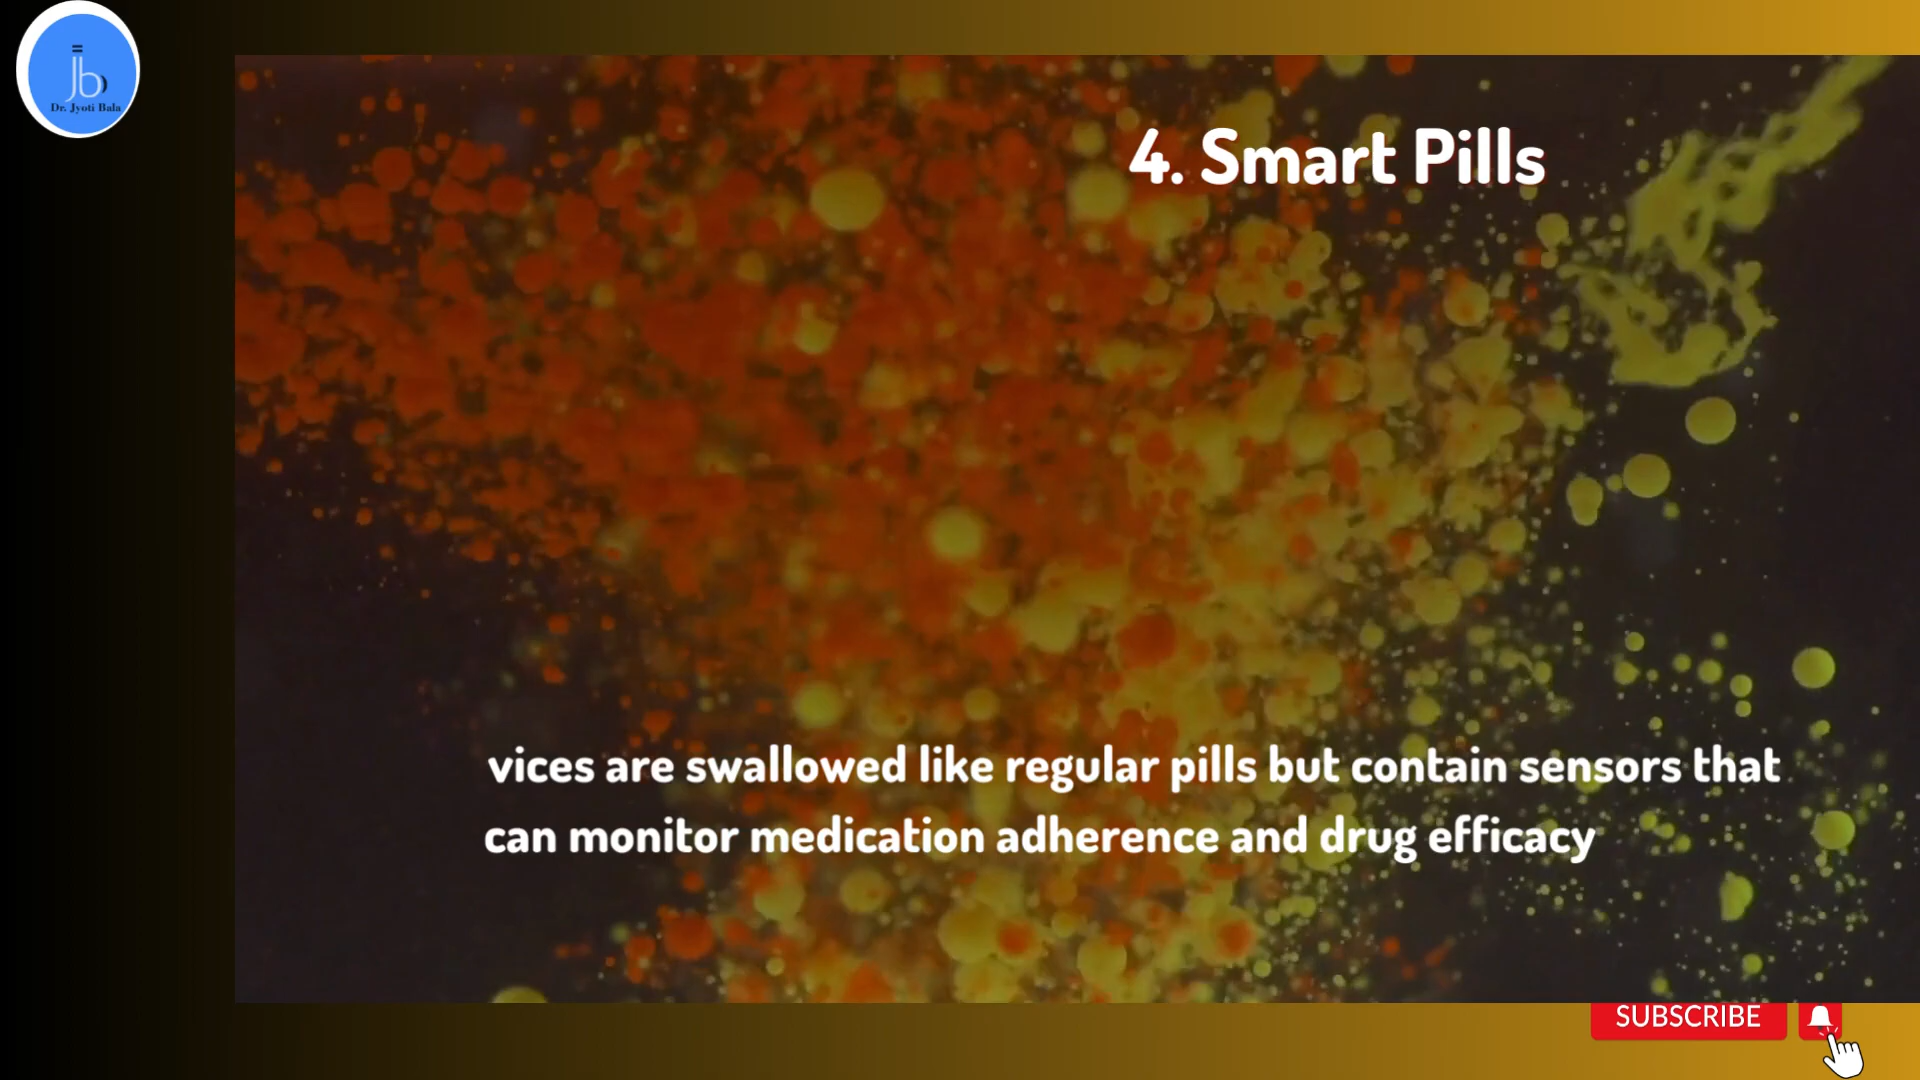 Jb
Dr. Jyoti Bala
4. Smart Pills
vices are swallowed like regular pills but contain sensors that
can monitor medication adherence and drug efficacy
SUBSCRIBE